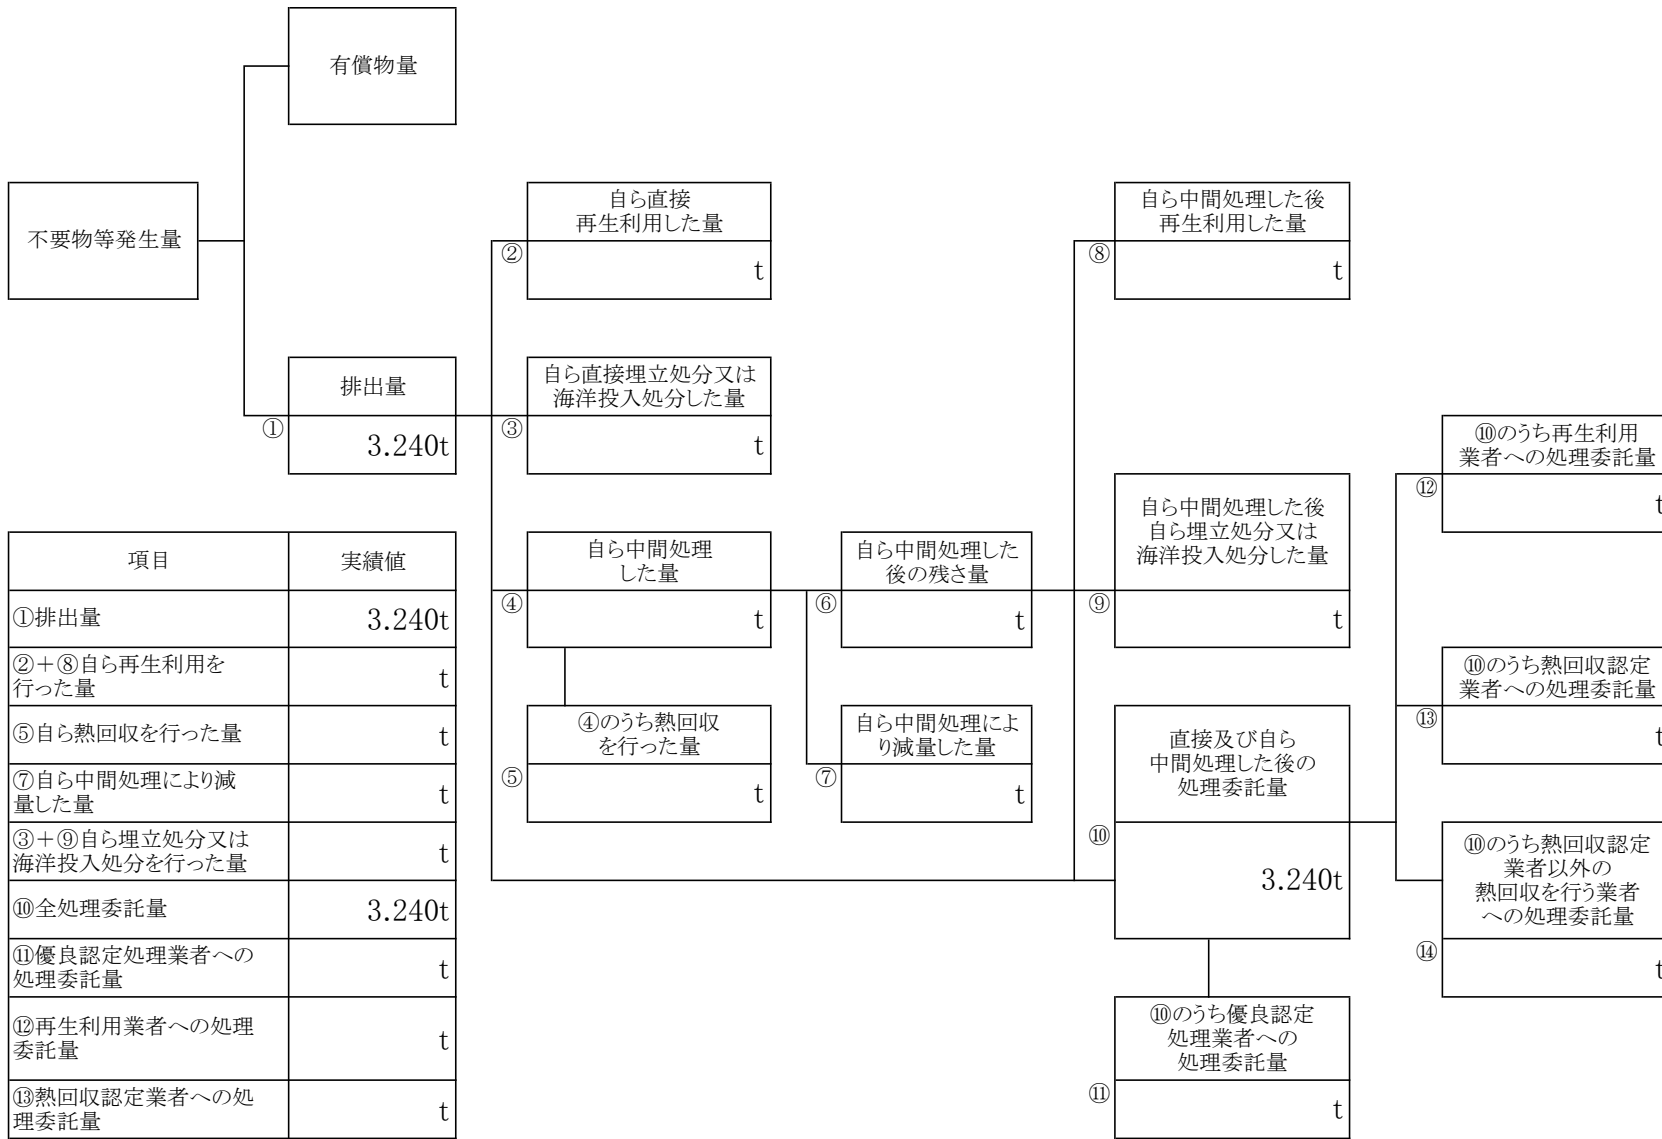 有償物量
不要物等発生量
自ら直接
再生利用した量
②
t
自ら中間処理した後
再生利用した量
⑧
t
排出量
①
3.240t
自ら直接埋立処分又は
海洋投入処分した量
③
t
⑩のうち再生利用
業者への処理委託量
⑫
t
自ら中間処理
した量
④
t
自ら中間処理した
後の残さ量
⑥
t
自ら中間処理した後
自ら埋立処分又は
海洋投入処分した量
⑨
t
⑩のうち熱回収認定
業者への処理委託量
⑬
t
④のうち熱回収
を行った量
⑤
t
自ら中間処理によ
り減量した量
⑦
t
直接及び自ら
中間処理した後の
処理委託量
⑩
3.240t
⑩のうち熱回収認定
業者以外の
熱回収を行う業者
への処理委託量
⑭
t
⑩のうち優良認定
処理業者への
処理委託量
⑪
t
項目 実績値
①排出量 3.240t
②+⑧自ら再生利用を
行った量 t
⑤自ら熱回収を行った量 t
⑦自ら中間処理により減
量した量 t
③+⑨自ら埋立処分又は
海洋投入処分を行った量 t
⑩全処理委託量 3.240t
⑪優良認定処理業者への
処理委託量 t
⑫再生利用業者への処理
委託量 t
⑬熱回収認定業者への処
理委託量 t